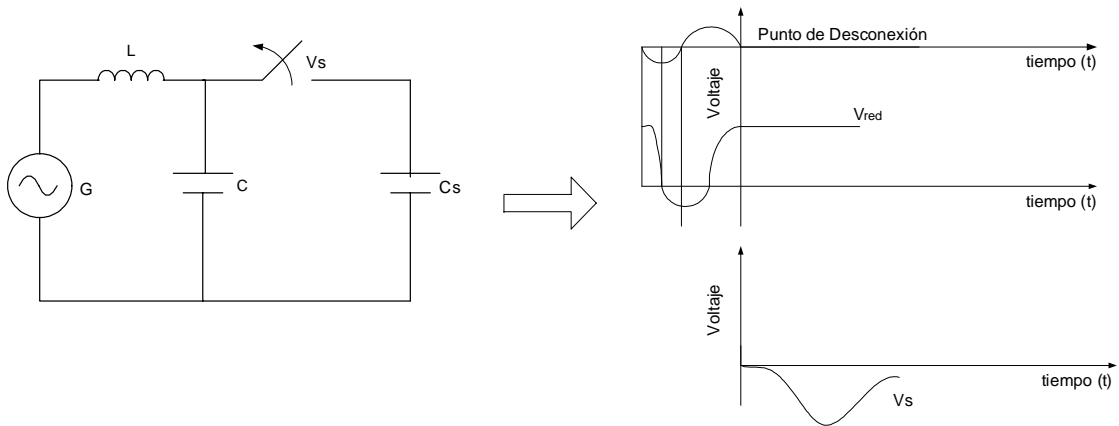 L
Vs
G
C
Cs
Punto de Desconexión
tiempo (t)
Voltaje
Vred
tiempo (t)
Voltaje
tiempo (t)
Vs